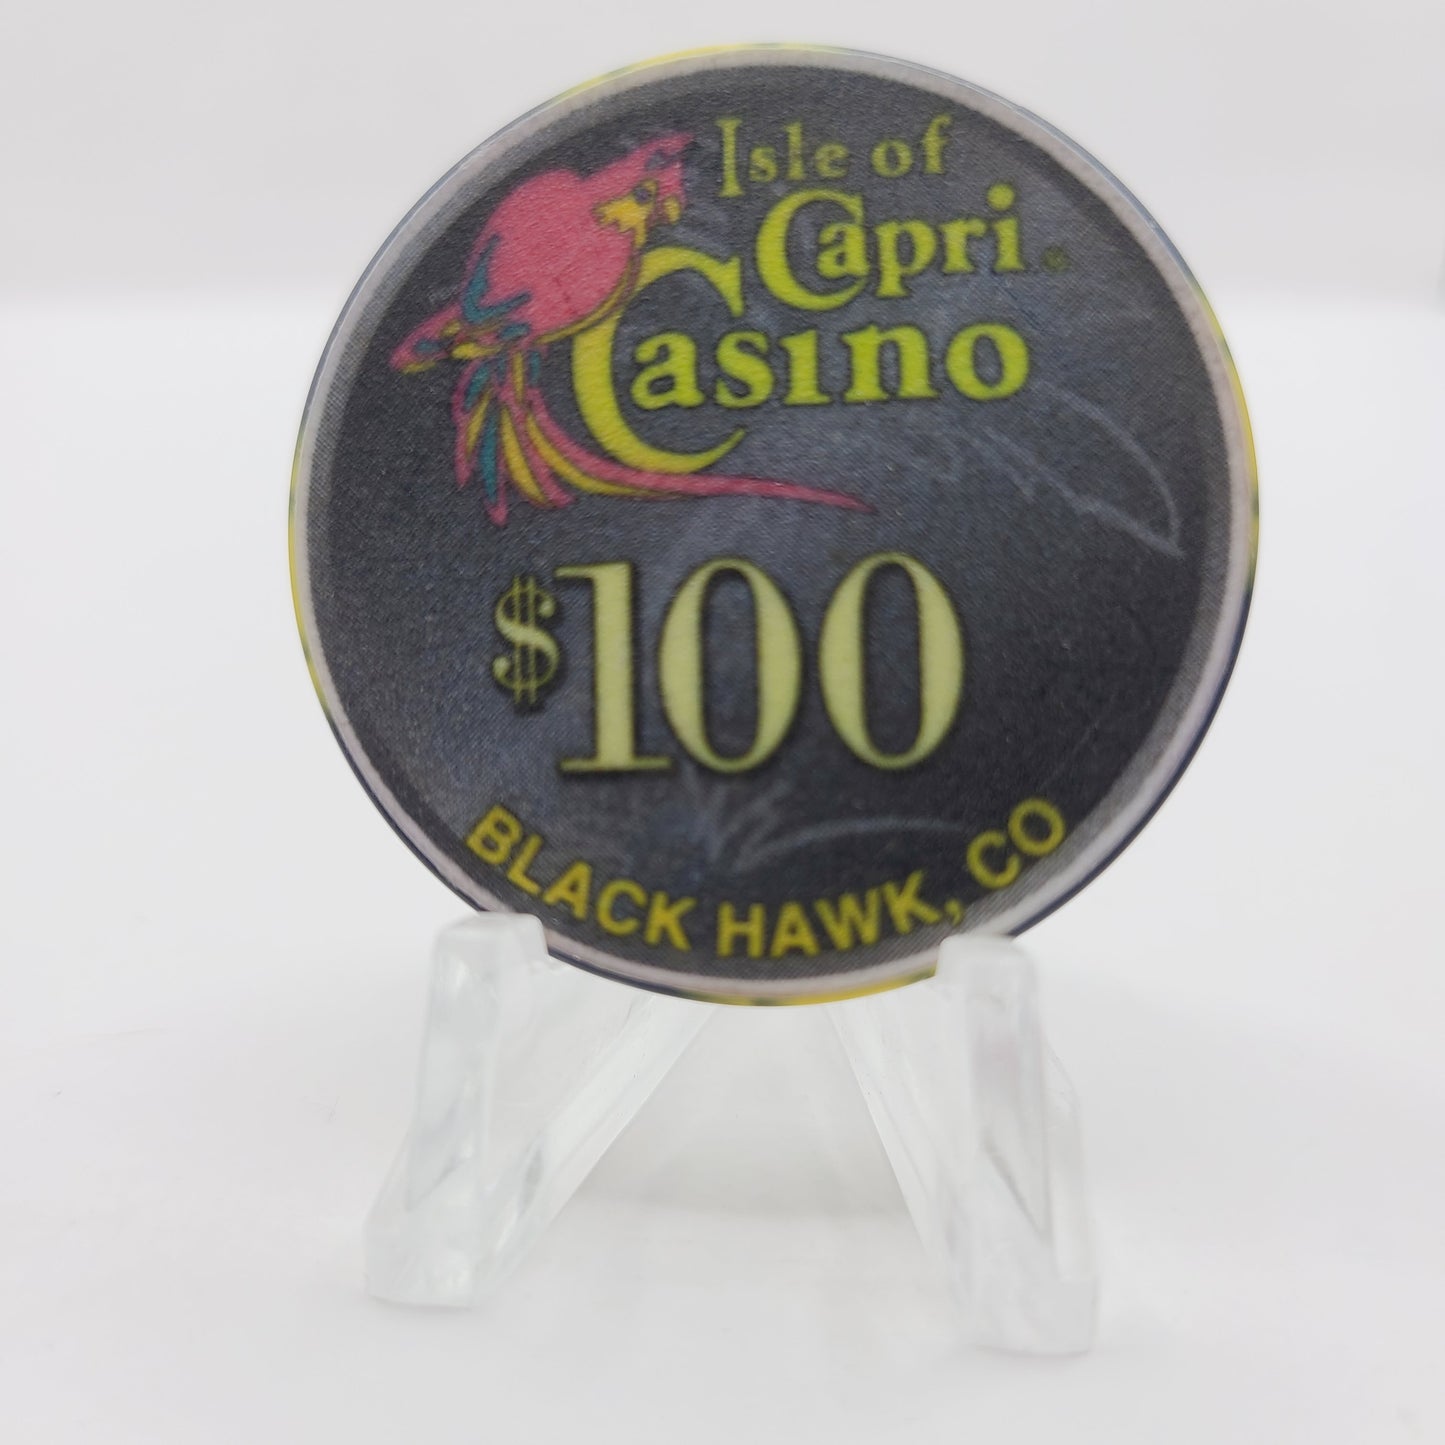 Isle of
Capri®
Casino
$100
BLACK HAWK, CO